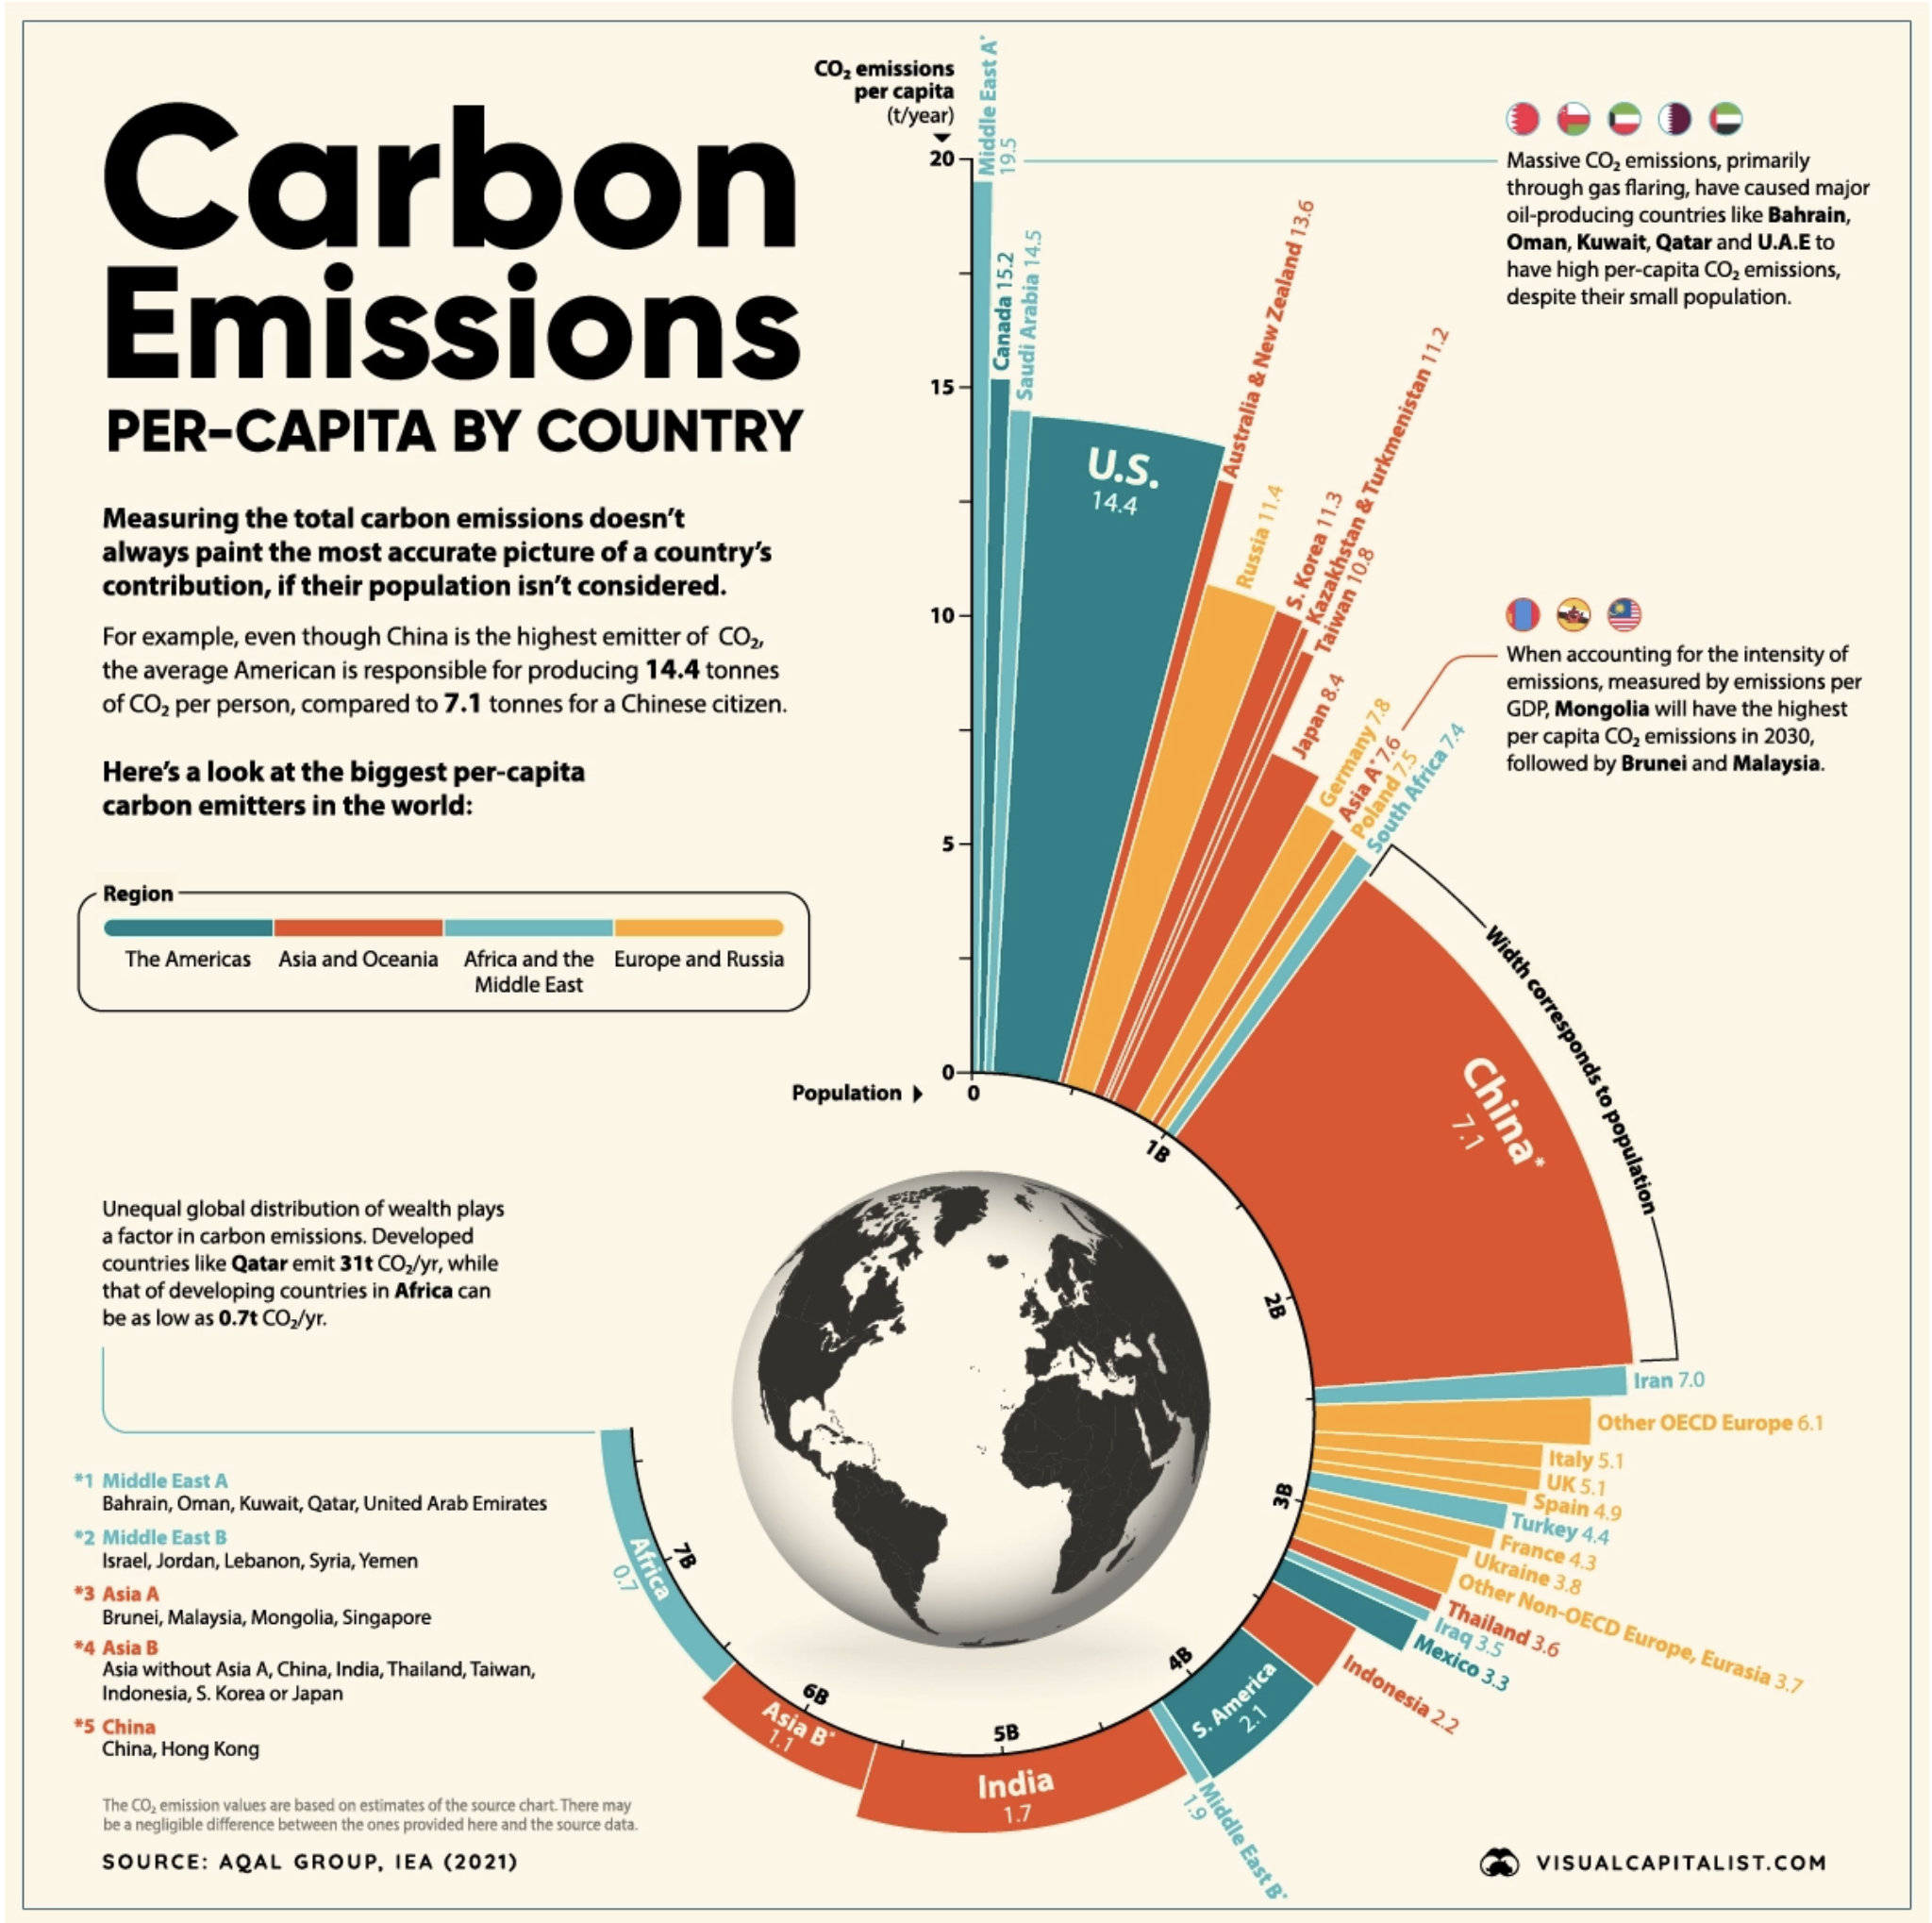 Carbon
Emissions
PER-CAPITA BY COUNTRY
Measuring the total carbon emissions doesn't
always paint the most accurate picture of a country's
contribution, if their population isn't considered.
For example, even though China is the highest emitter of CO₂,
the average American is responsible for producing 14.4 tonnes
of CO₂ per person, compared to 7.1 tonnes for a Chinese citizen.
Here's a look at the biggest per-capita
carbon emitters in the world:
Region
The Americas
Asia and Oceania
Africa and the
Middle East
Europe and Russia
CO₂ emissions
per capita
(t/year)
20
15
10
5
0
Population
0
1B
2B
3B
4B
5B
6B
7B
Middle East A*
19.5
Canada 15.2
Saudi Arabia 14.5
U.S.
14.4
Australia & New Zealand 13.6
Russia 11.4
S. Korea 11.3
Kazakhstan & Turkmenistan 11.2
Taiwan 10.8
Japan 8.4
Germany 7.8
Asia A* 7.6
Poland 7.5
South Africa 7.4
China*
7.1
Width corresponds to population
Iran 7.0
Other OECD Europe 6.1
Italy 5.1
UK 5.1
Spain 4.9
Turkey 4.4
France 4.3
Ukraine 3.8
Other Non-OECD Europe, Eurasia 3.7
Thailand 3.6
Iraq 3.5
Mexico 3.3
Indonesia 2.2
S. America
2.1
Middle East B*
1.9
India
1.7
Asia B*
1.1
Africa
0.7
Massive CO₂ emissions, primarily
through gas flaring, have caused major
oil-producing countries like Bahrain,
Oman, Kuwait, Qatar and U.A.E to
have high per-capita CO₂ emissions,
despite their small population.
When accounting for the intensity of
emissions, measured by emissions per
GDP, Mongolia will have the highest
per capita CO₂ emissions in 2030,
followed by Brunei and Malaysia.
Unequal global distribution of wealth plays
a factor in carbon emissions. Developed
countries like Qatar emit 31t CO₂/yr, while
that of developing countries in Africa can
be as low as 0.7t CO₂/yr.
*1 Middle East A
Bahrain, Oman, Kuwait, Qatar, United Arab Emirates
*2 Middle East B
Israel, Jordan, Lebanon, Syria, Yemen
*3 Asia A
Brunei, Malaysia, Mongolia, Singapore
*4 Asia B
Asia without Asia A, China, India, Thailand, Taiwan,
Indonesia, S. Korea or Japan
*5 China
China, Hong Kong
The CO₂ emission values are based on estimates of the source chart. There may
be a negligible difference between the ones provided here and the source data.
SOURCE: AQAL GROUP, IEA (2021)
VISUALCAPITALIST.COM